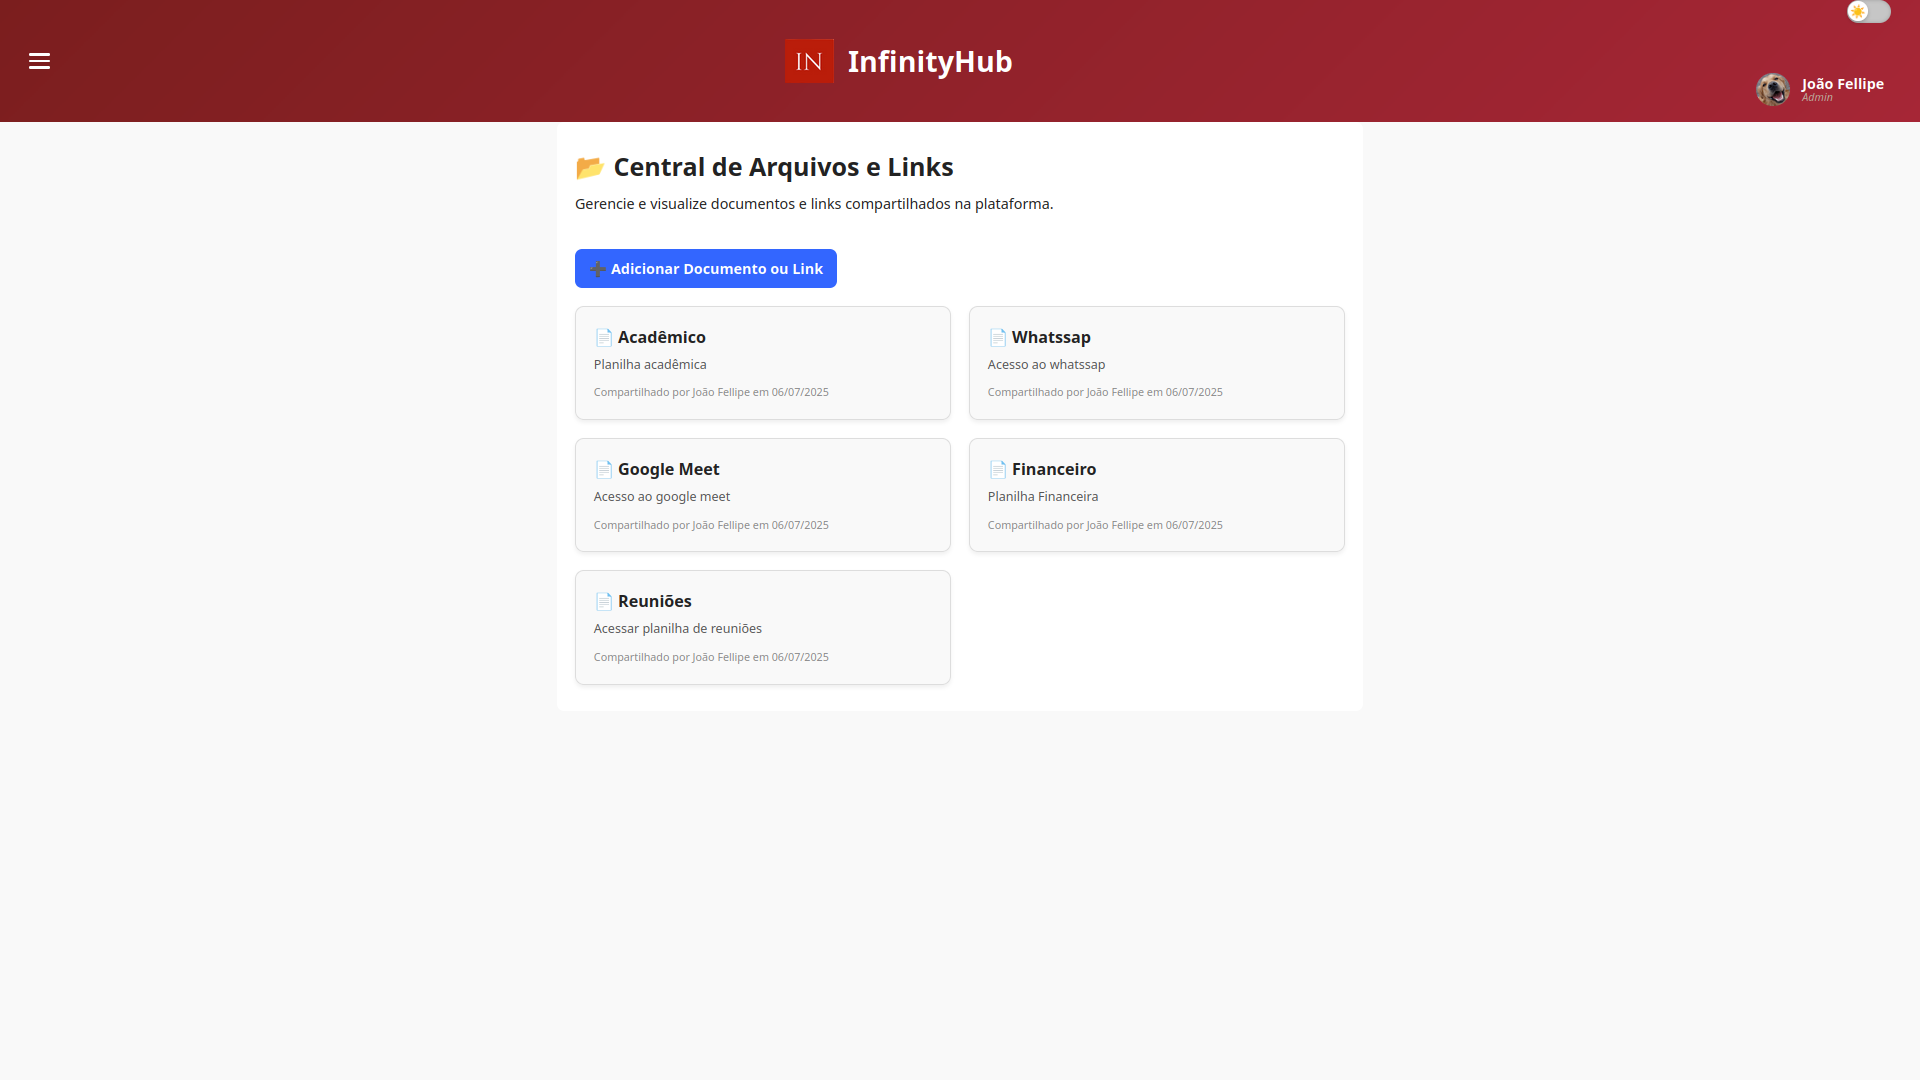 IN InfinityHub
João Fellipe
Admin
Central de Arquivos e Links
Gerencie e visualize documentos e links compartilhados na plataforma.
➕ Adicionar Documento ou Link
Acadêmico
Planilha acadêmica
Compartilhado por João Fellipe em 06/07/2025
Whatssap
Acesso ao whatssap
Compartilhado por João Fellipe em 06/07/2025
Google Meet
Acesso ao google meet
Compartilhado por João Fellipe em 06/07/2025
Financeiro
Planilha Financeira
Compartilhado por João Fellipe em 06/07/2025
Reuniões
Acessar planilha de reuniões
Compartilhado por João Fellipe em 06/07/2025